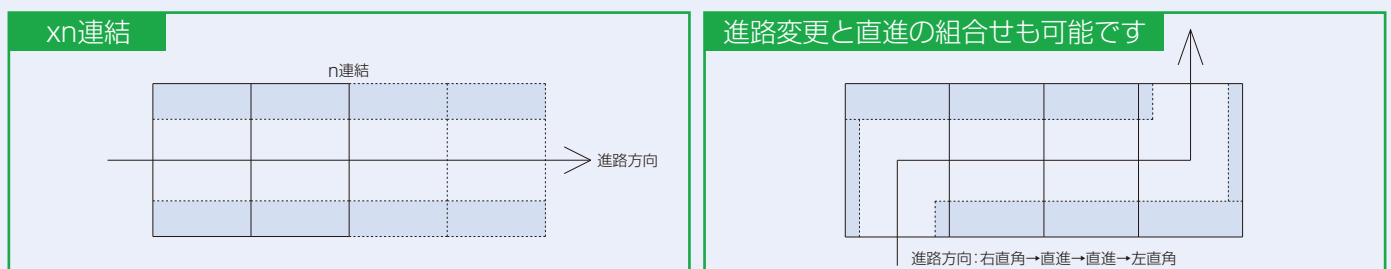 xn連結
n連結
進路方向
進路変更と直進の組合せも可能です
進路方向:右直角→直進→直進→左直角